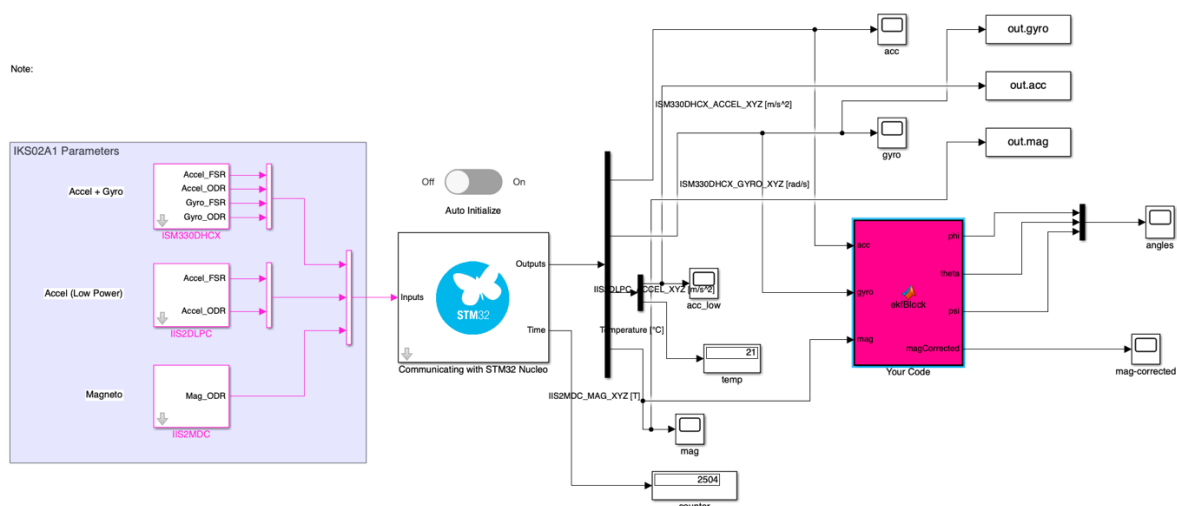 Note:
IKS02A1 Parameters
Accel + Gyro
Accel_FSR
Accel_ODR
Gyro_FSR
Gyro_ODR
ISM330DHCX
Accel (Low Power)
Accel_FSR
Accel_ODR
IIS2DLPC
Magneto
Mag_ODR
IIS2MDC
Off
On
Auto Initialize
Inputs
STM32
Outputs
Time
Communicating with STM32 Nucleo
acc
out.gyro
ISM330DHCX_ACCEL_XYZ [m/s^2]
out.acc
gyro
out.mag
ISM330DHCX_GYRO_XYZ [rad/s]
acc_low
Temperature [°C]
21
temp
IIS2MDC_MAG_XYZ [T]
mag
2504
counter
acc
gyro
mag
ekfBlock
phi
theta
psi
magCorrected
Your Code
angles
mag-corrected